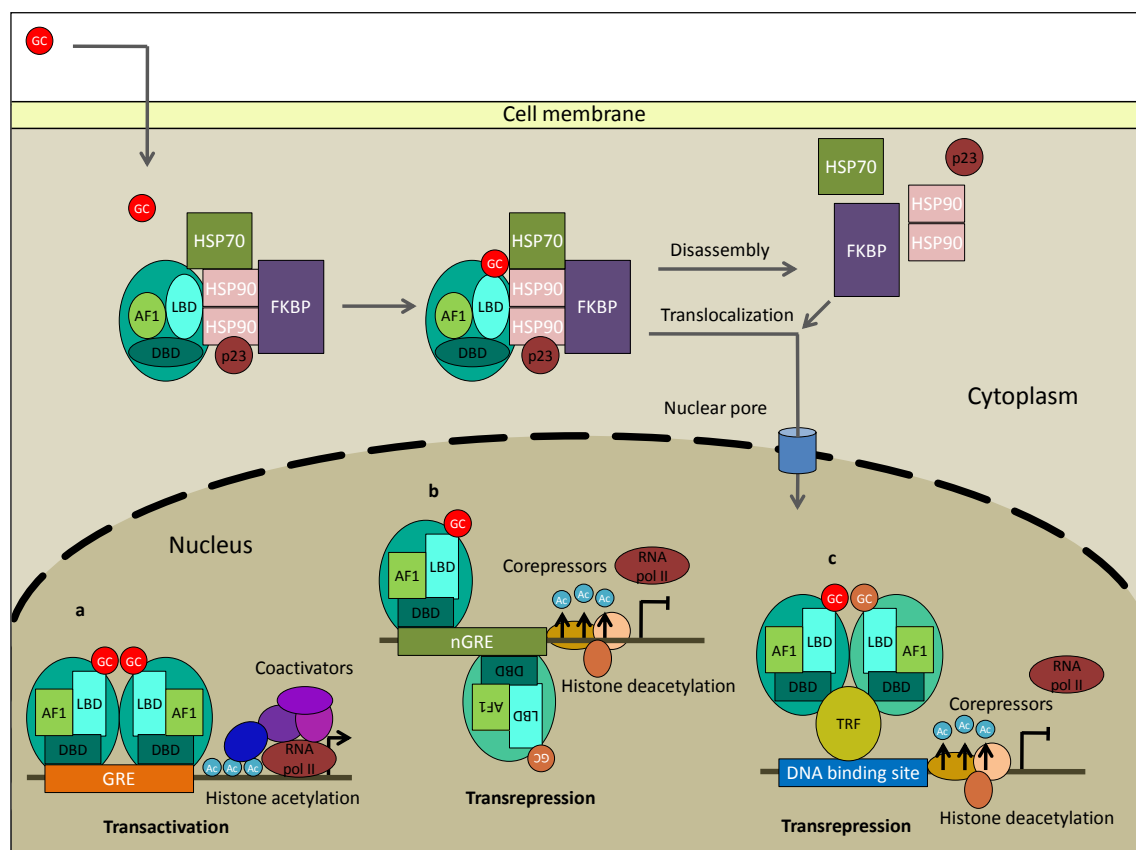 GC
Cell membrane
GC
HSP70
HSP90
HSP90
FKBP
AF1
LBD
DBD
p23
GC
HSP70
HSP90
HSP90
FKBP
AF1
LBD
DBD
p23
Disassembly
Translocalization
HSP70
p23
HSP90
HSP90
FKBP
Cytoplasm
Nuclear pore
Nucleus
a
GC
GC
AF1
LBD
DBD
LBD
AF1
DBD
GRE
Coactivators
Ac
Ac
Ac
RNA
pol II
Histone acetylation
Transactivation
b
GC
AF1
LBD
DBD
nGRE
DBD
AF1
LBD
GC
Corepressors
Ac
Ac
Ac
RNA
pol II
Histone deacetylation
Transrepression
c
GC
GC
AF1
LBD
DBD
LBD
AF1
DBD
TRF
DNA binding site
Corepressors
Ac
Ac
Ac
RNA
pol II
Histone deacetylation
Transrepression